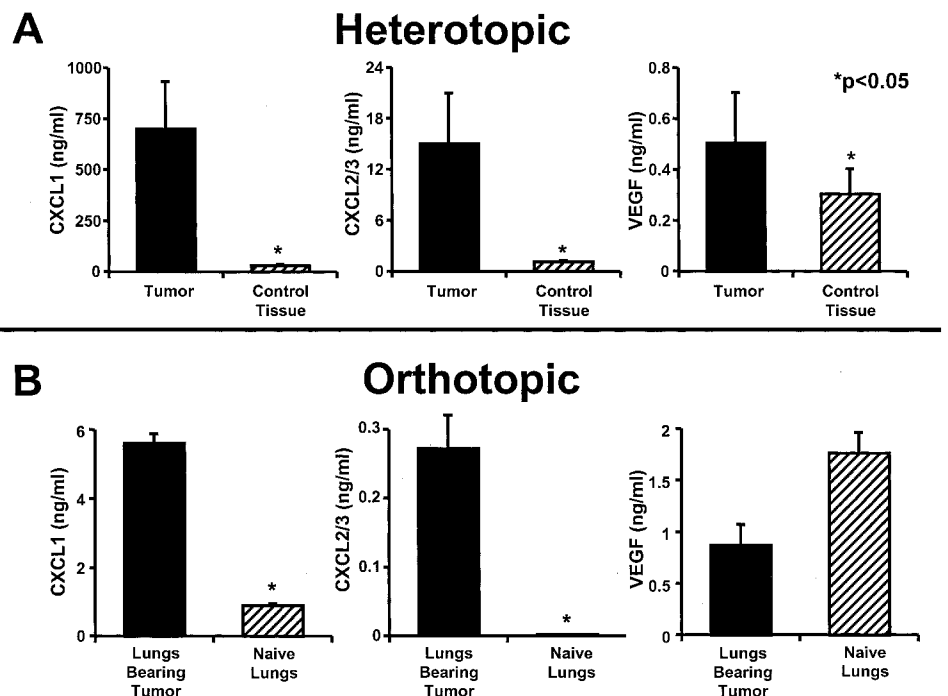 A
Heterotopic
CXCL1 (ng/ml)
1000
750
500
250
0
*
Tumor
Control
Tissue
CXCL2/3 (ng/ml)
24
18
12
6
0
*
Tumor
Control
Tissue
VEGF (ng/ml)
0.8
0.6
0.4
0.2
0
*p<0.05
*
Tumor
Control
Tissue
B
Orthotopic
CXCL1 (ng/ml)
6
4
2
0
*
Lungs
Bearing
Tumor
Naive
Lungs
CXCL2/3 (ng/ml)
0.3
0.2
0.1
0
*
Lungs
Bearing
Tumor
Naive
Lungs
VEGF (ng/ml)
2
1.5
1
0.5
0
Lungs
Bearing
Tumor
Naive
Lungs